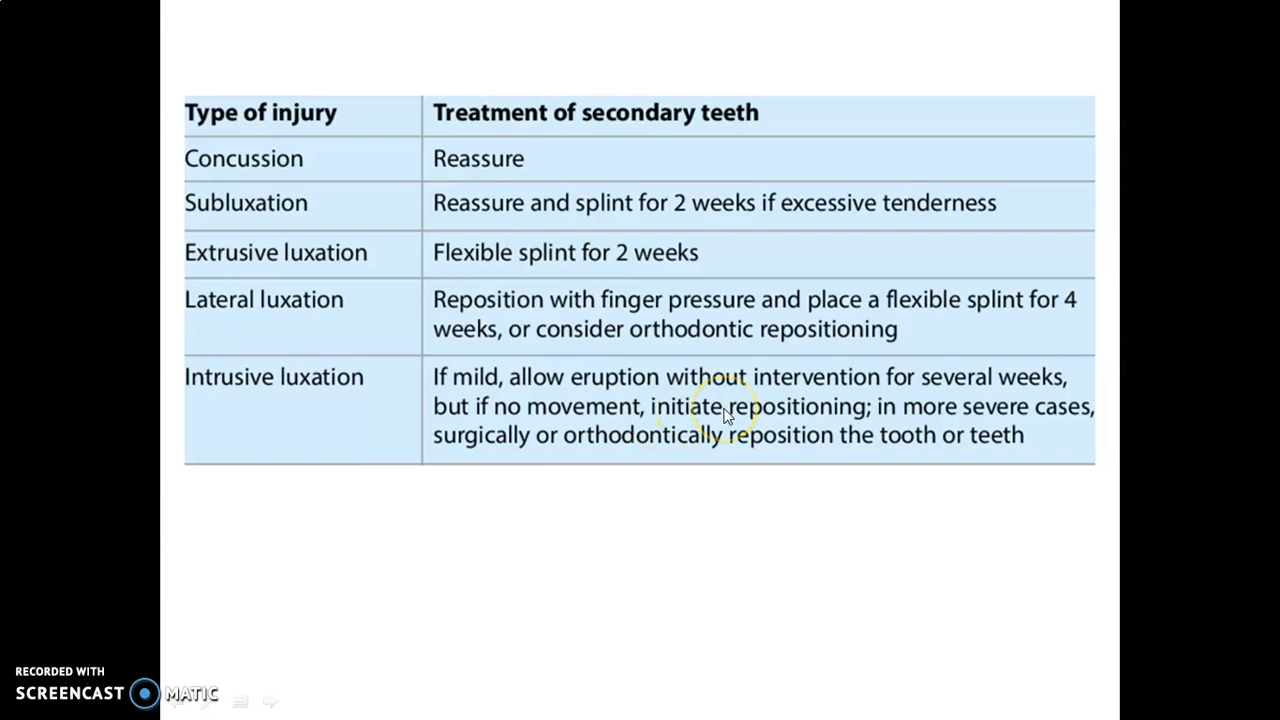 Type of injury
Treatment of secondary teeth
Concussion
Reassure
Subluxation
Reassure and splint for 2 weeks if excessive tenderness
Extrusive luxation
Flexible splint for 2 weeks
Lateral luxation
Reposition with finger pressure and place a flexible splint for 4
weeks, or consider orthodontic repositioning
Intrusive luxation
If mild, allow eruption without intervention for several weeks,
but if no movement, initiate repositioning; in more severe cases,
surgically or orthodontically reposition the tooth or teeth
RECORDED WITH
SCREENCAST MATIC